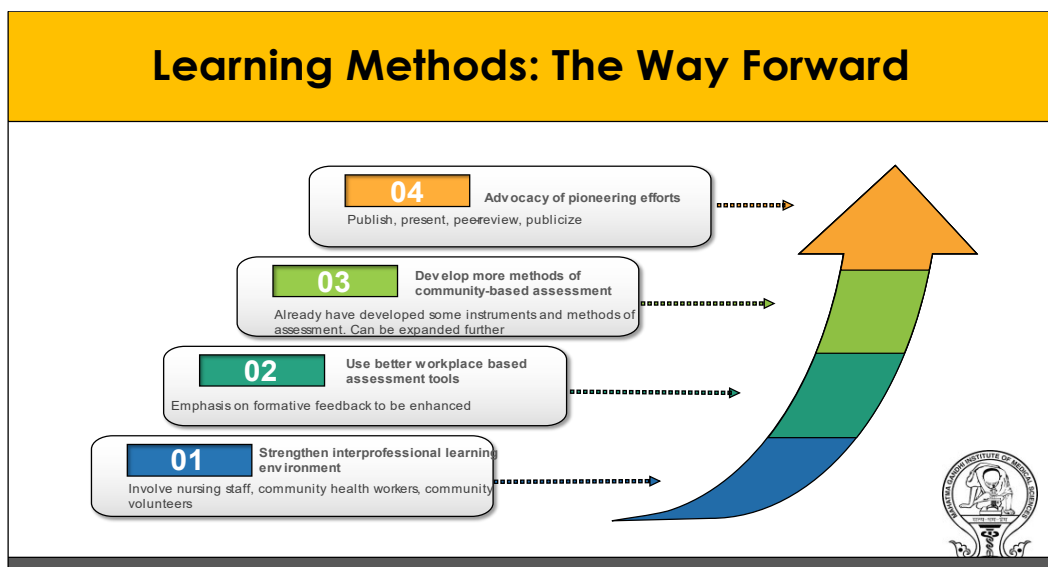 Learning Methods: The Way Forward
04
Advocacy of pioneering efforts
Publish, present, pee-review, publicize
03
Develop more methods of
community-based assessment
Already have developed some instruments and methods of
assessment. Can be expanded further
02
Use better workplace based
assessment tools
Emphasis on formative feedback to be enhanced
01
Strengthen interprofessional learning
environment
Involve nursing staff, community health workers, community
volunteers
MAHATMA GANDHI INSTITUTE OF MEDICAL SCIENCES